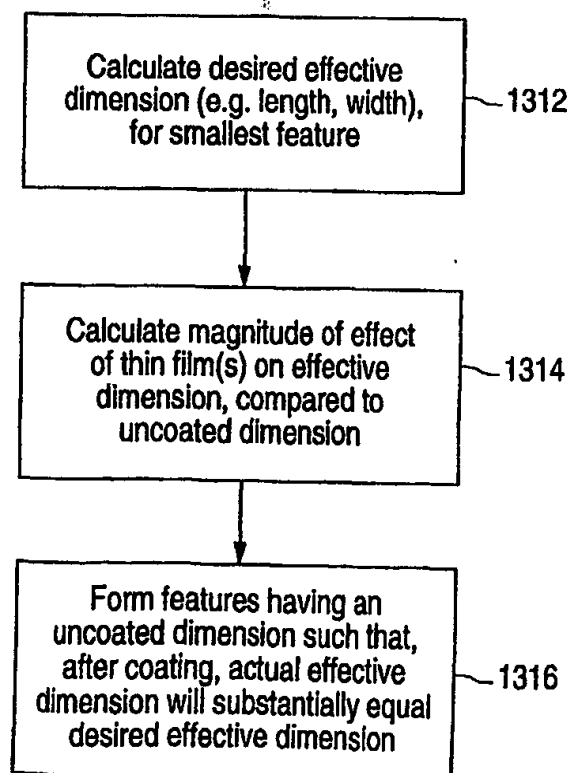 Calculate desired effective
dimension (e.g. length, width),
for smallest feature
1312
Calculate magnitude of effect
of thin film(s) on effective
dimension, compared to
uncoated dimension
1314
Form features having an
uncoated dimension such that,
after coating, actual effective
dimension will substantially equal
desired effective dimension
1316